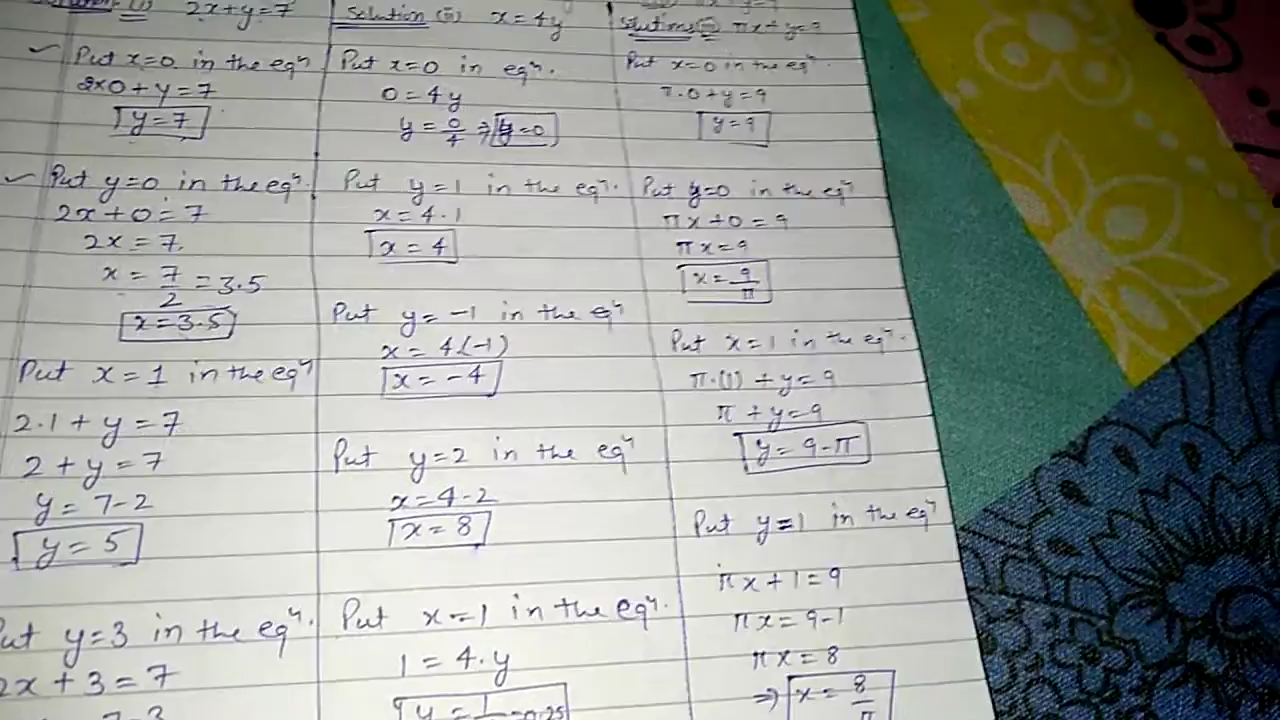 (i) 2x+y=7
Put x=0 in the eqⁿ
2x0+y=7
y=7
Put y=0 in the eqⁿ.
2x+0=7
2x=7
x=7/2=3.5
x=3.5
Put x=1 in the eqⁿ
2.1+y=7
2+y=7
y=7-2
y=5
Put y=3 in the eqⁿ.
2x+3=7
Solution (ii) x=4y
Put x=0 in eqⁿ.
0=4y
y=0/4 ⇒ y=0
Put y=1 in the eqⁿ.
x=4.1
x=4
Put y=-1 in the eqⁿ
x=4(-1)
x=-4
Put y=2 in the eqⁿ
x=4-2
x=8
Put x=1 in the eqⁿ.
1=4.y
πx+y=9
Put x=0 in the eqⁿ.
π.0+y=9
y=9
Put y=0 in the eqⁿ
πx+0=9
πx=9
x=9/π
Put x=1 in the eqⁿ.
π.(1)+y=9
π+y=9
y=9-π
Put y=1 in the eqⁿ
πx+1=9
πx=9-1
πx=8
⇒ x=8/π